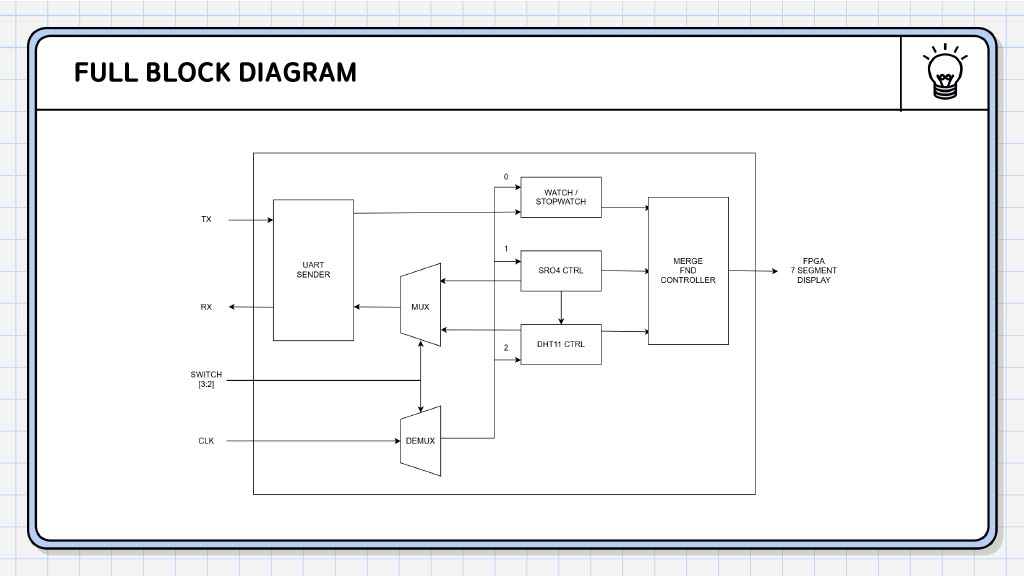 FULL BLOCK DIAGRAM
0
WATCH /
STOPWATCH
TX
1
UART
SENDER
SR04 CTRL
MERGE
FND
CONTROLLER
FPGA
7 SEGMENT
DISPLAY
RX
MUX
2
DHT11 CTRL
SWITCH
[3:2]
CLK
DEMUX